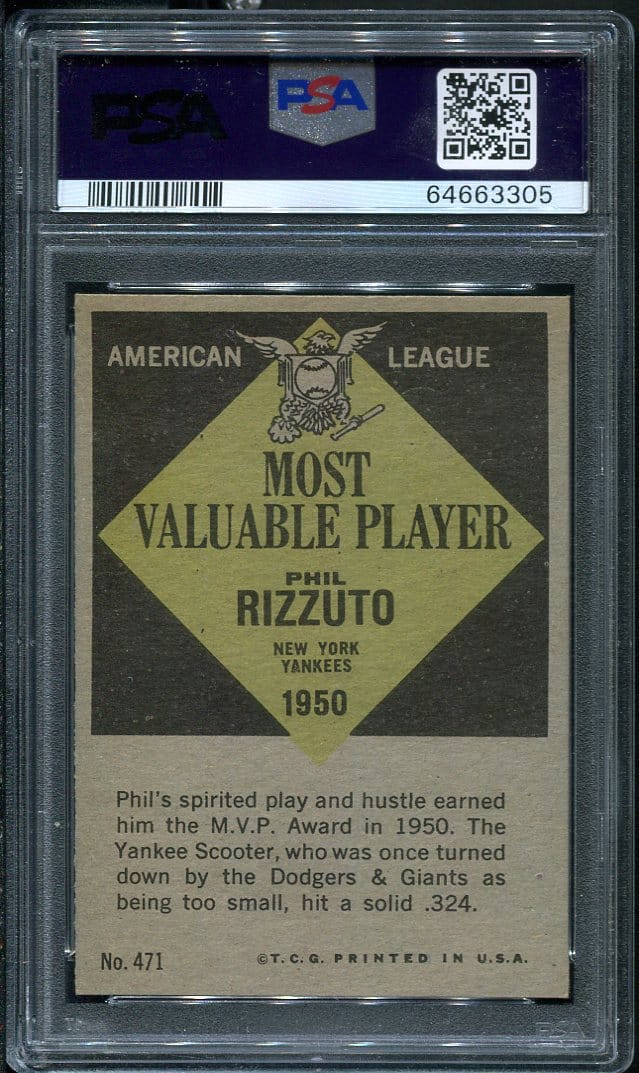 PSA
PSA
64663305
AMERICAN LEAGUE
MOST
VALUABLE PLAYER
PHIL
RIZZUTO
NEW YORK
YANKEES
1950
Phil's spirited play and hustle earned
him the M.V.P. Award in 1950. The
Yankee Scooter, who was once turned
down by the Dodgers & Giants as
being too small, hit a solid .324.
No. 471 ©T.C.G. PRINTED IN U.S.A.
PSA